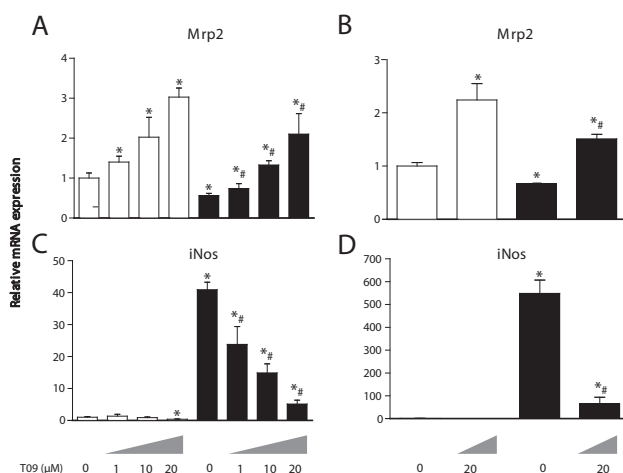 A
Mrp2
4
3
2
1
0
* * * * * *# *# *#
B
Mrp2
3
2
1
0
* * *#
Relative mRNA expression
C
iNos
50
40
30
20
10
0
* * *# *# *#
D
iNos
700
600
500
400
300
200
100
0
* *#
T09 (µM) 0 1 10 20 0 1 10 20 0 20 0 20